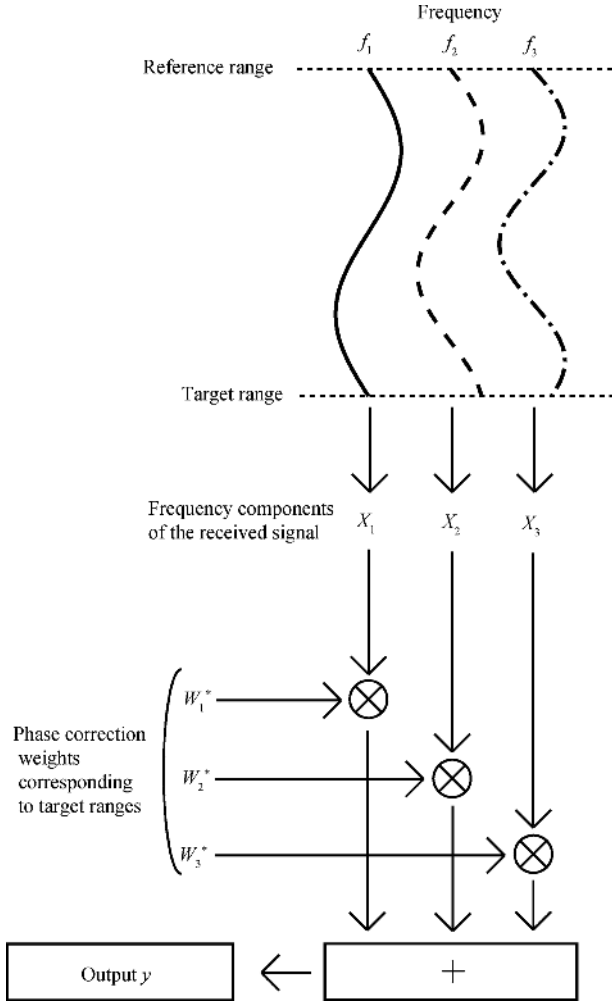 Frequency
f₁ f₂ f₃
Reference range
Target range
Frequency components
of the received signal
X₁ X₂ X₃
W₁*
Phase correction
weights
corresponding
to target ranges
W₂*
W₃*
Output y
+